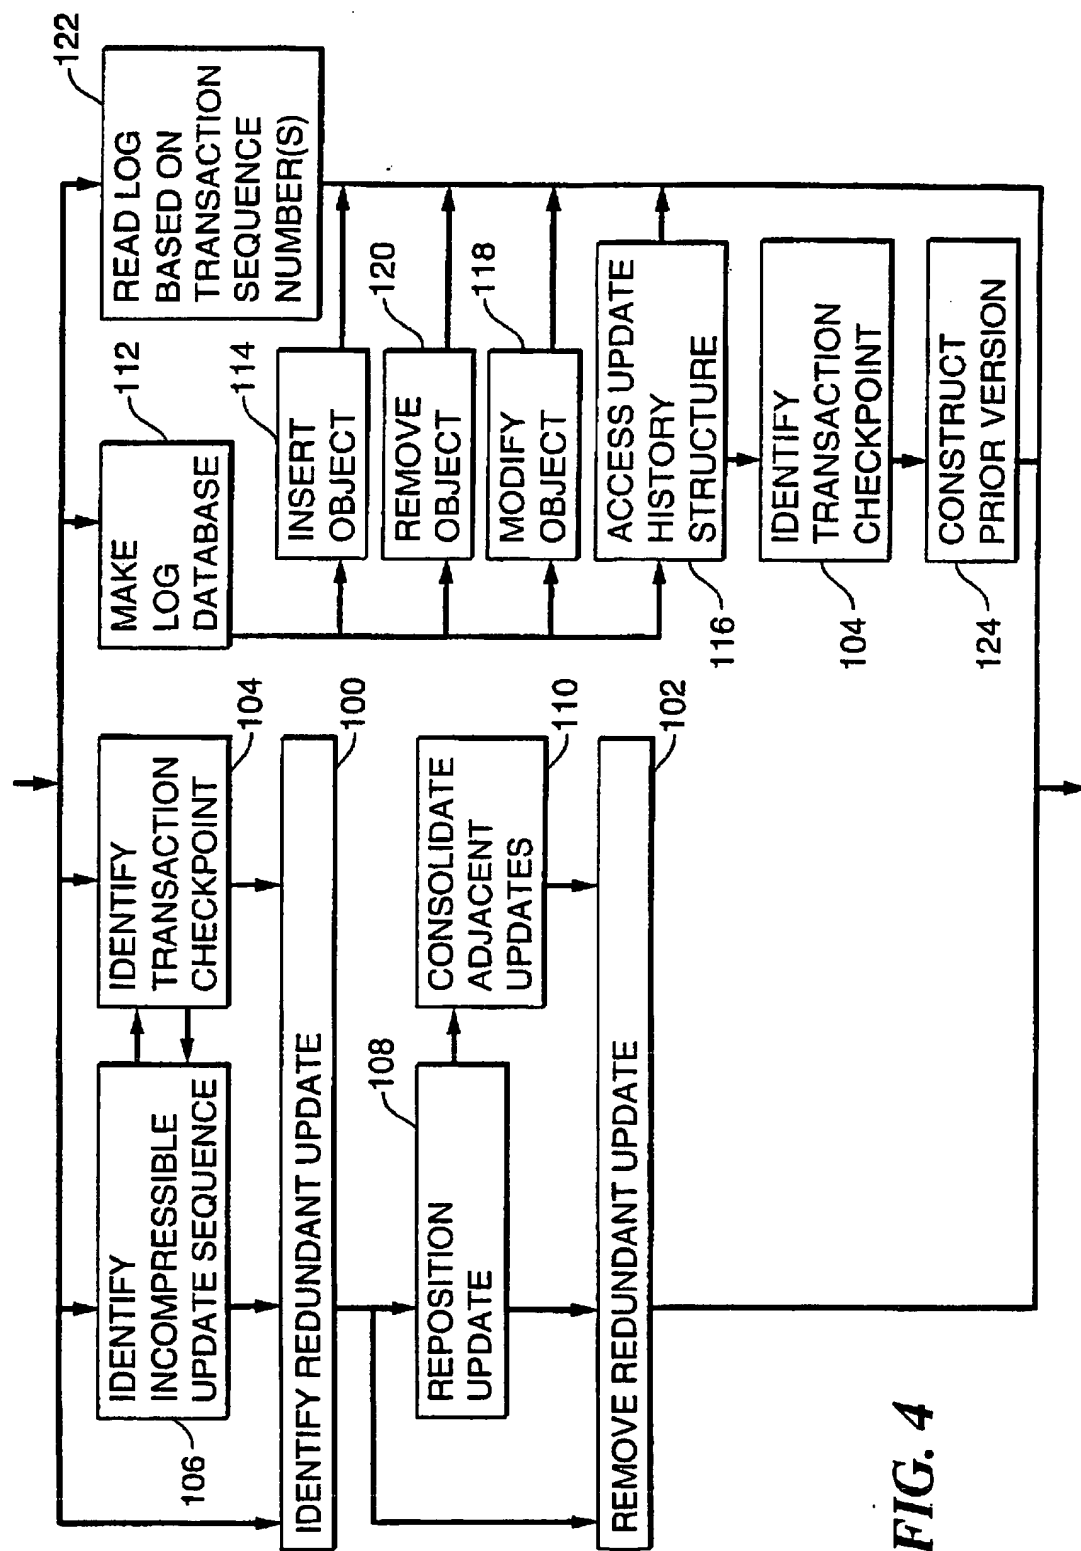 IDENTIFY
INCOMPRESSIBLE
UPDATE SEQUENCE
106
IDENTIFY
TRANSACTION
CHECKPOINT
104
MAKE
LOG
DATABASE
112
READ LOG
BASED ON
TRANSACTION
SEQUENCE
NUMBER(S)
122
IDENTIFY REDUNDANT UPDATE
100
INSERT
OBJECT
114
REMOVE
OBJECT
120
REPOSITION
UPDATE
108
CONSOLIDATE
ADJACENT
UPDATES
110
MODIFY
OBJECT
118
REMOVE REDUNDANT UPDATE
102
ACCESS UPDATE
HISTORY
STRUCTURE
116
IDENTIFY
TRANSACTION
CHECKPOINT
104
CONSTRUCT
PRIOR VERSION
124
FIG. 4